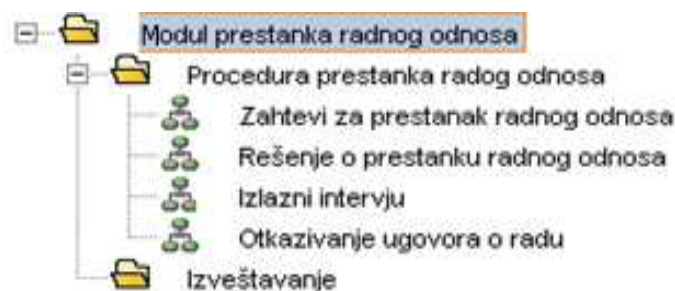 Modul prestanka radnog odnosa
Procedura prestanka radog odnosa
Zahtevi za prestanak radnog odnosa
Rešenje o prestanku radnog odnosa
Izlazni intervju
Otkazivanje ugovora o radu
Izveštavanje